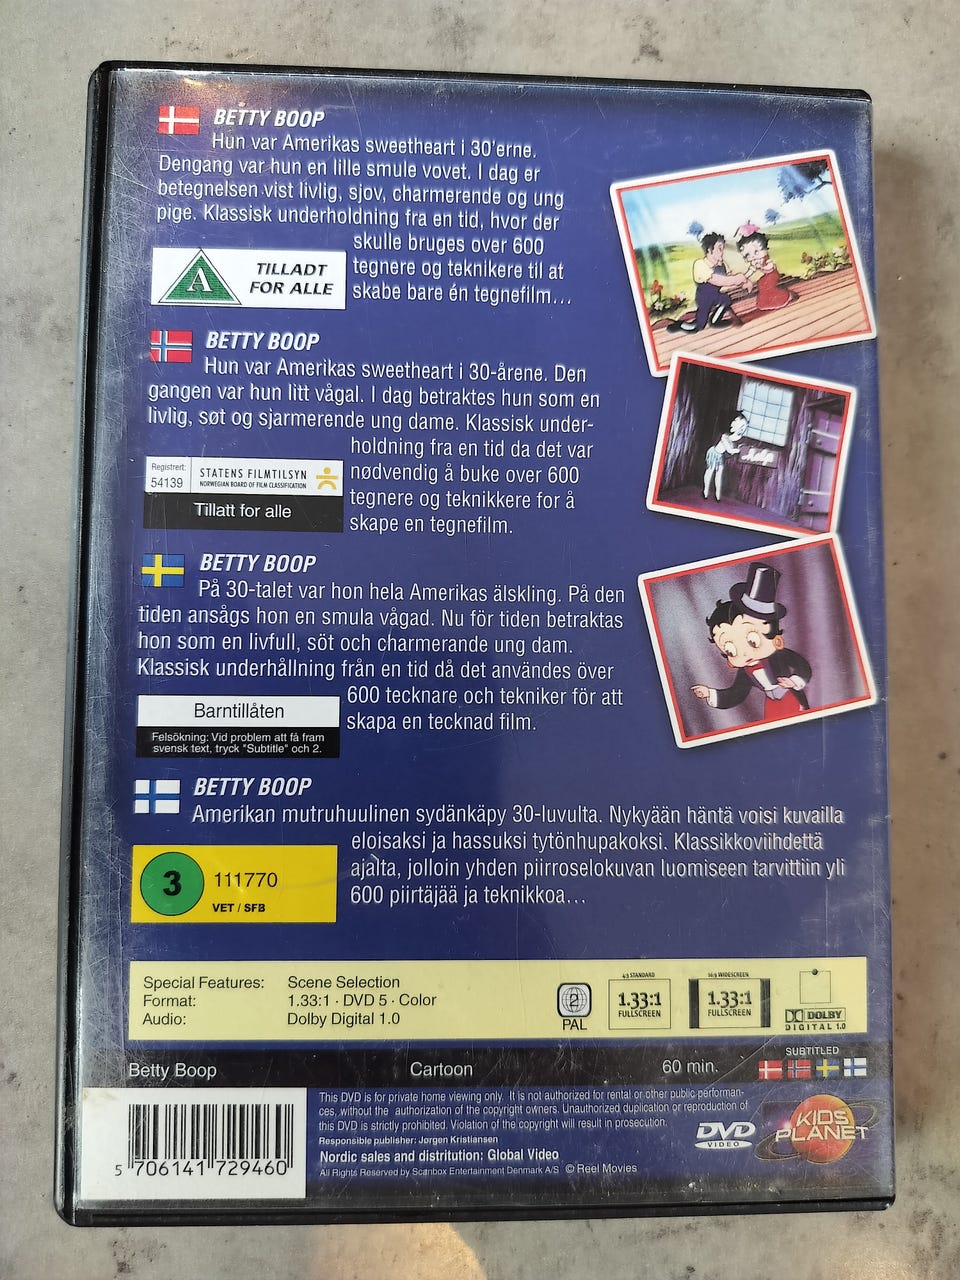 BETTY BOOP
Hun var Amerikas sweetheart i 30'erne.
Dengang var hun en lille smule vovet. I dag er
betegnelsen vist livlig, sjov, charmerende og ung
pige. Klassisk underholdning fra en tid, hvor der
skulle bruges over 600
tegnere og teknikere til at
skabe bare én tegnefilm...
A
TILLADT
FOR ALLE
BETTY BOOP
Hun var Amerikas sweetheart i 30-årene. Den
gangen var hun litt vågal. I dag betraktes hun som en
livlig, søt og sjarmerende ung dame. Klassisk under-
holdning fra en tid da det var
nødvendig å buke over 600
tegnere og teknikkere for å
skape en tegnefilm.
Registrert:
54139
STATENS FILMTILSYN
NORWEGIAN BOARD OF FILM CLASSIFICATION
Tillatt for alle
BETTY BOOP
På 30-talet var hon hela Amerikas älskling. På den
tiden ansågs hon en smula vågad. Nu för tiden betraktas
hon som en livfull, söt och charmerande ung dam.
Klassisk underhållning från en tid då det användes över
600 tecknare och tekniker för att
skapa en tecknad film.
Barntillåten
Felsökning: Vid problem att få fram
svensk text, tryck "Subtitle" och 2.
BETTY BOOP
Amerikan mutruhuulinen sydänkäpy 30-luvulta. Nykyään häntä voisi kuvailla
eloisaksi ja hassuksi tytönhupakoksi. Klassikkoviihdettä
ajalta, jolloin yhden piirroselokuvan luomiseen tarvittiin yli
600 piirtäjää ja teknikkoa...
3
111770
VET / SFB
Special Features: Scene Selection
Format: 1.33:1 · DVD 5 · Color
Audio: Dolby Digital 1.0
2
PAL
4:3 STANDARD
1.33:1
FULLSCREEN
16:9 WIDESCREEN
1.33:1
FULLSCREEN
DOLBY
DIGITAL 1.0
Betty Boop Cartoon 60 min.
SUBTITLED
This DVD is for private home viewing only. It is not authorized for rental or other public performan-
ces, without the authorization of the copyright owners. Unauthorized duplication or reproduction of
this DVD is strictly prohibited. Violation of the copyright will result in prosecution.
Responsible publisher: Jørgen Kristiansen
Nordic sales and distribution: Global Video
All Rights Reserved by Scanbox Entertainment Denmark A/S © Reel Movies
DVD
VIDEO
KIDS
PLANET
5 706141 729460